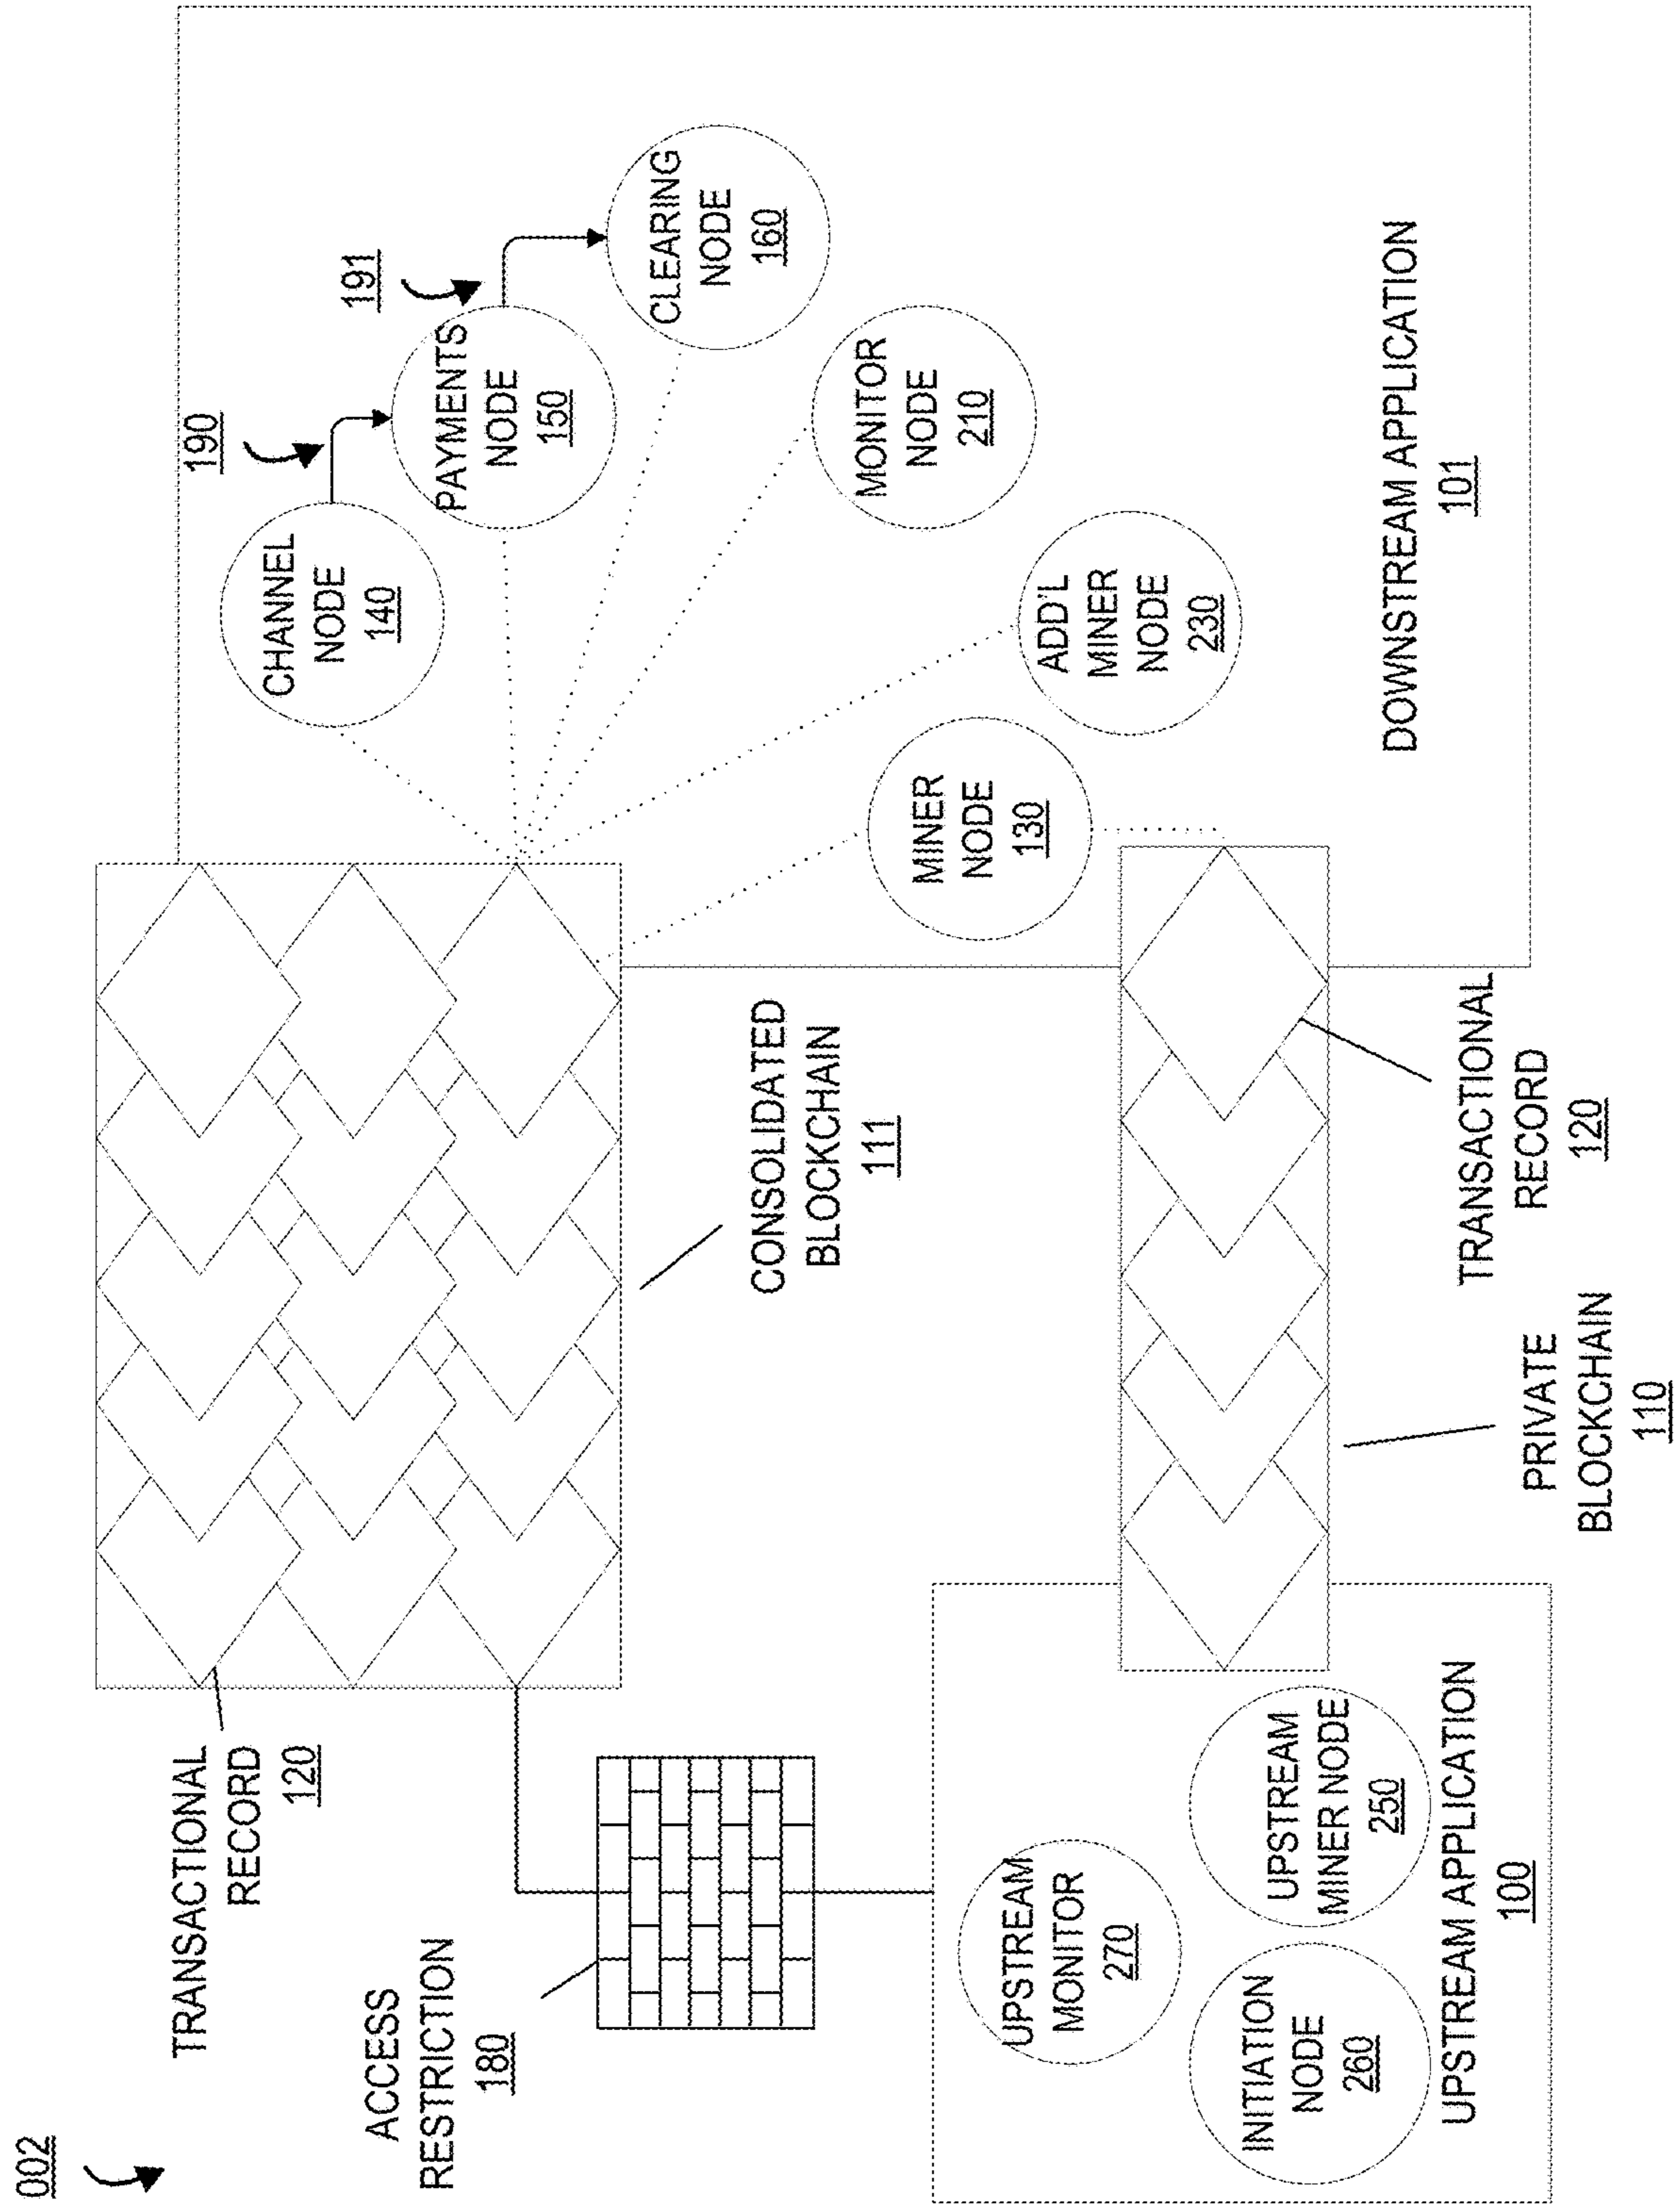 002
TRANSACTIONAL
RECORD
120
ACCESS
RESTRICTION
180
CONSOLIDATED
BLOCKCHAIN
111
190
191
CHANNEL
NODE
140
PAYMENTS
NODE
150
CLEARING
NODE
160
MONITOR
NODE
210
ADD'L
MINER
NODE
230
MINER
NODE
130
DOWNSTREAM APPLICATION
101
UPSTREAM
MONITOR
270
INITIATION
NODE
260
UPSTREAM
MINER NODE
250
UPSTREAM APPLICATION
100
PRIVATE
BLOCKCHAIN
110
TRANSACTIONAL
RECORD
120